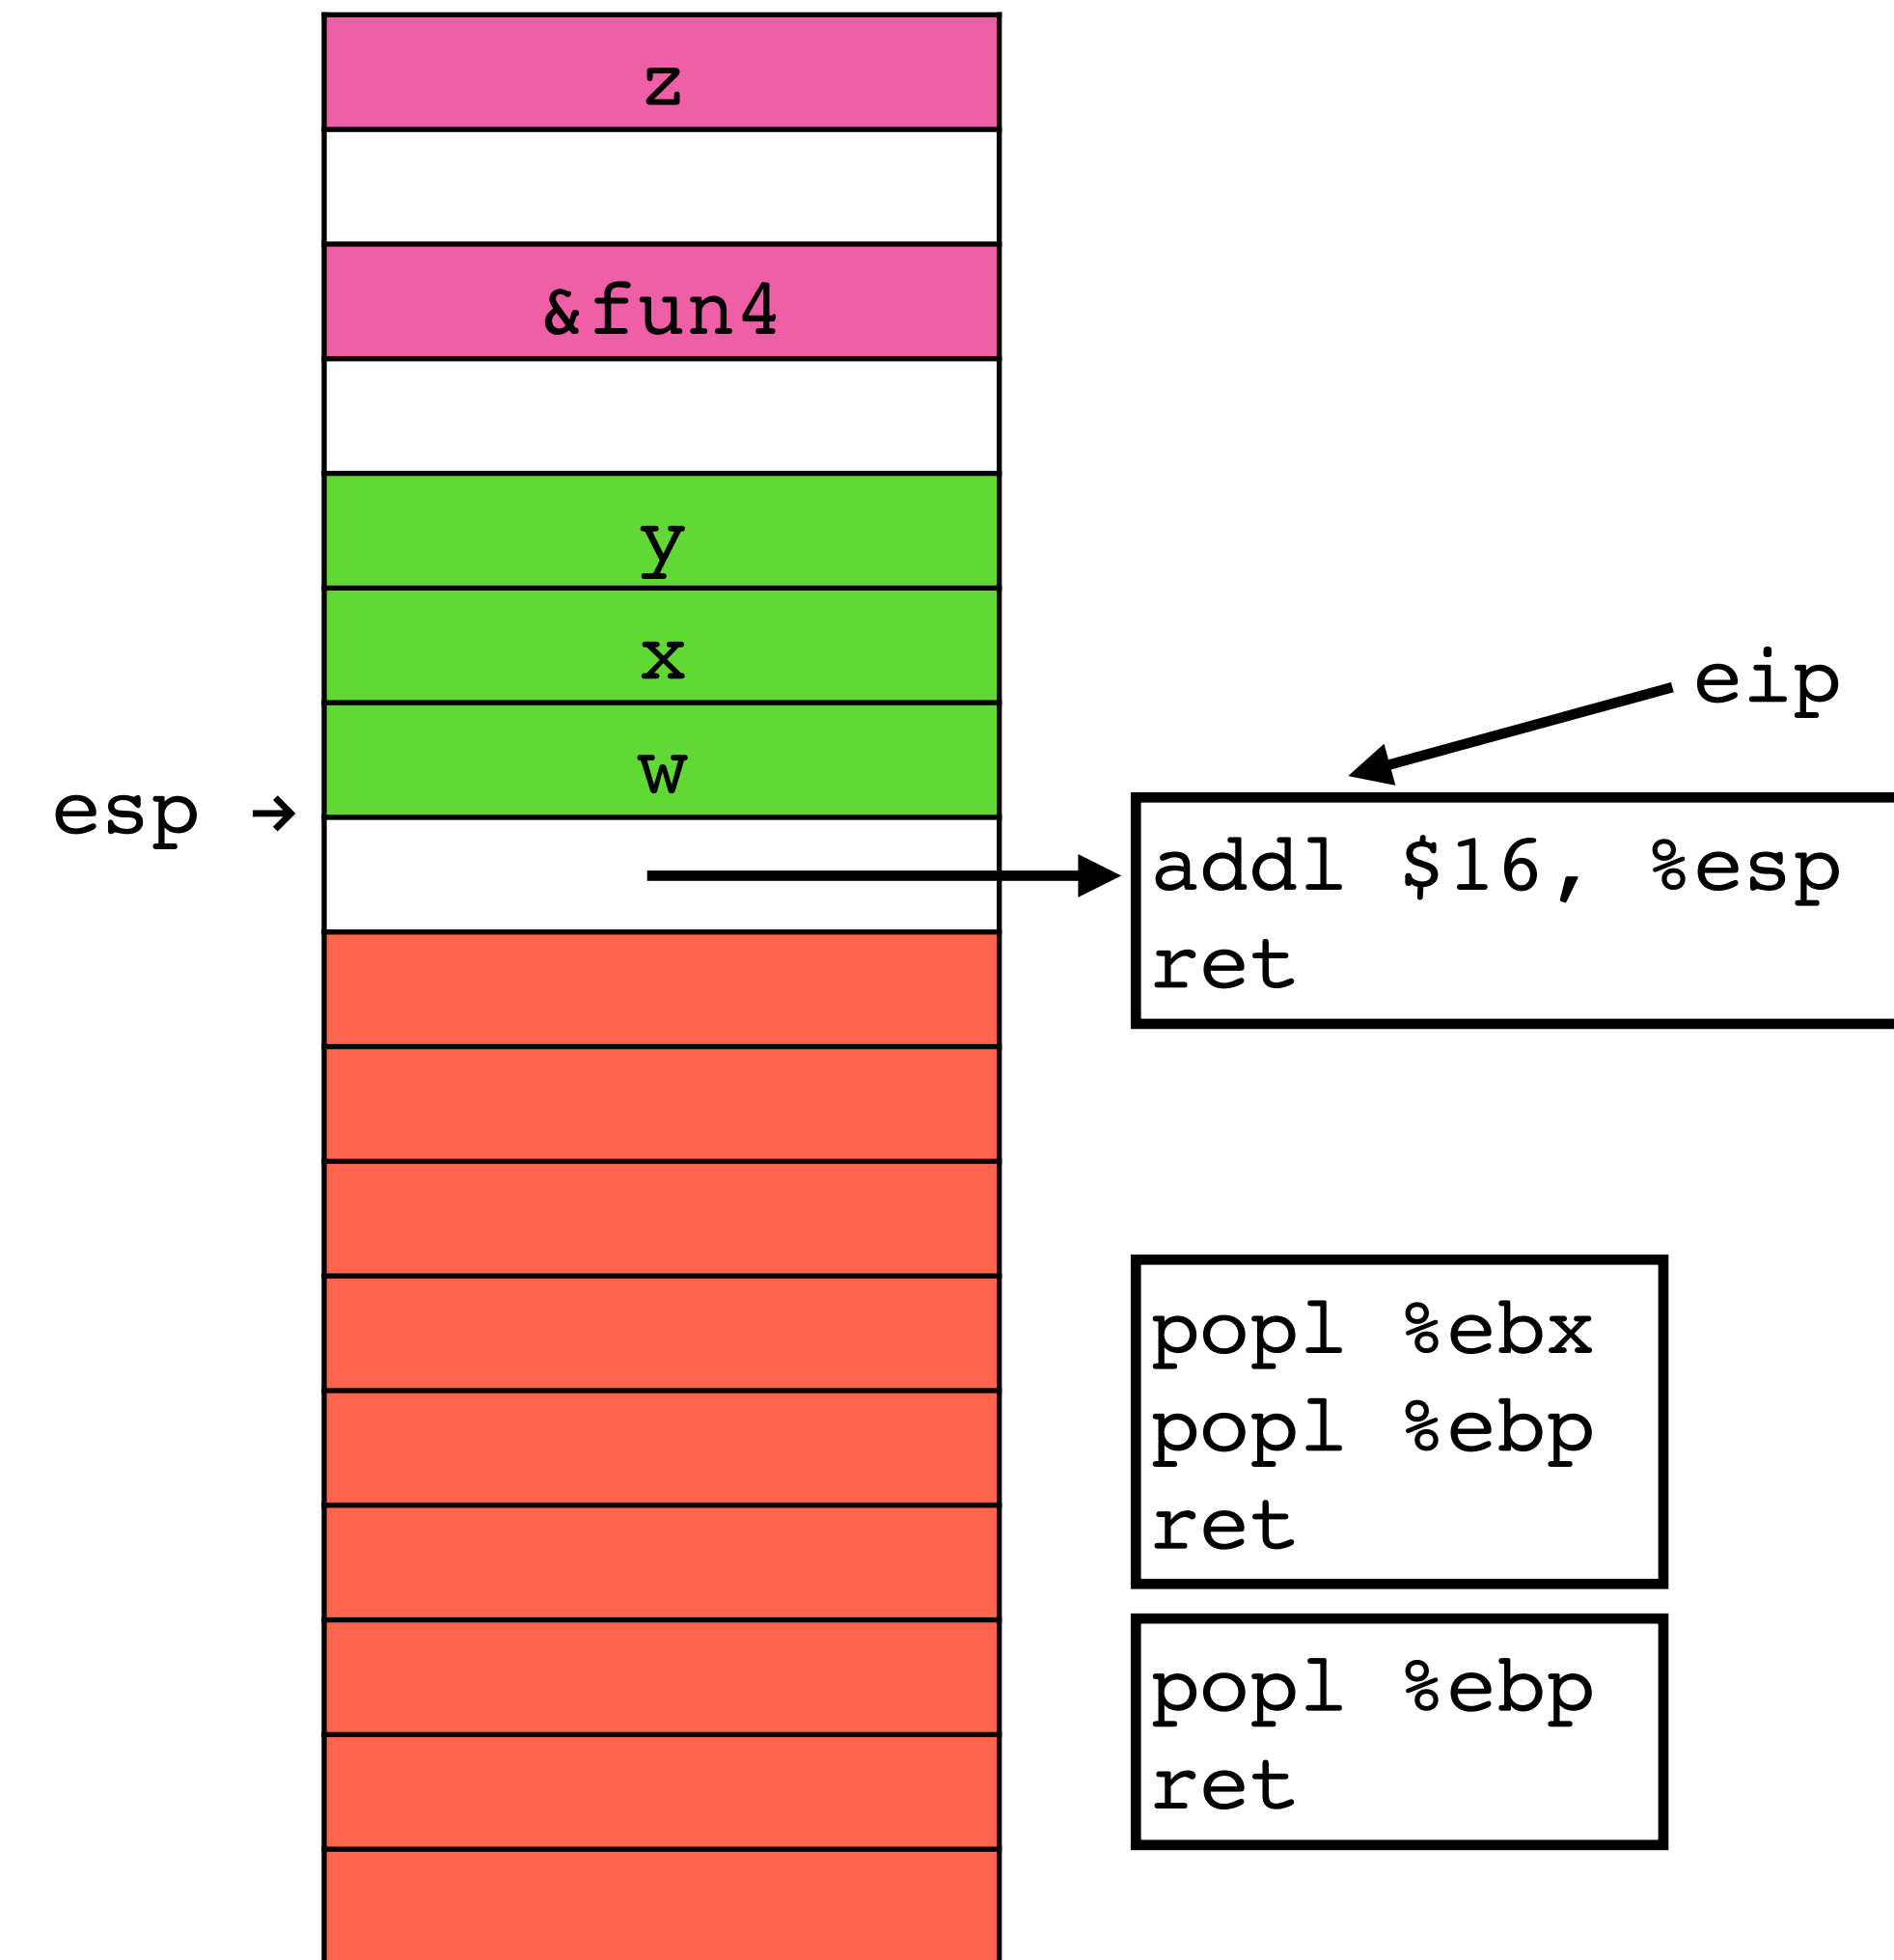 z
&fun4
y
x
w
esp →
eip
addl $16, %esp
ret
popl %ebx
popl %ebp
ret
popl %ebp
ret